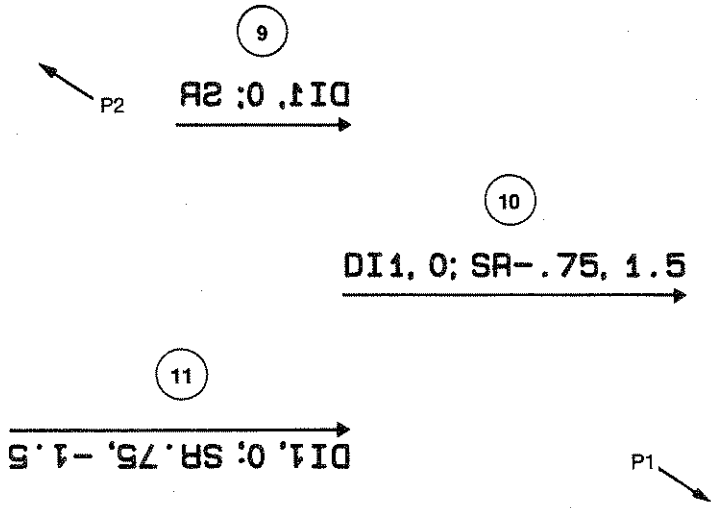 9
P2
DI1, 0; SR
10
DI1, 0; SR-.75, 1.5
11
DI1, 0; SR.75, -1.5
P1